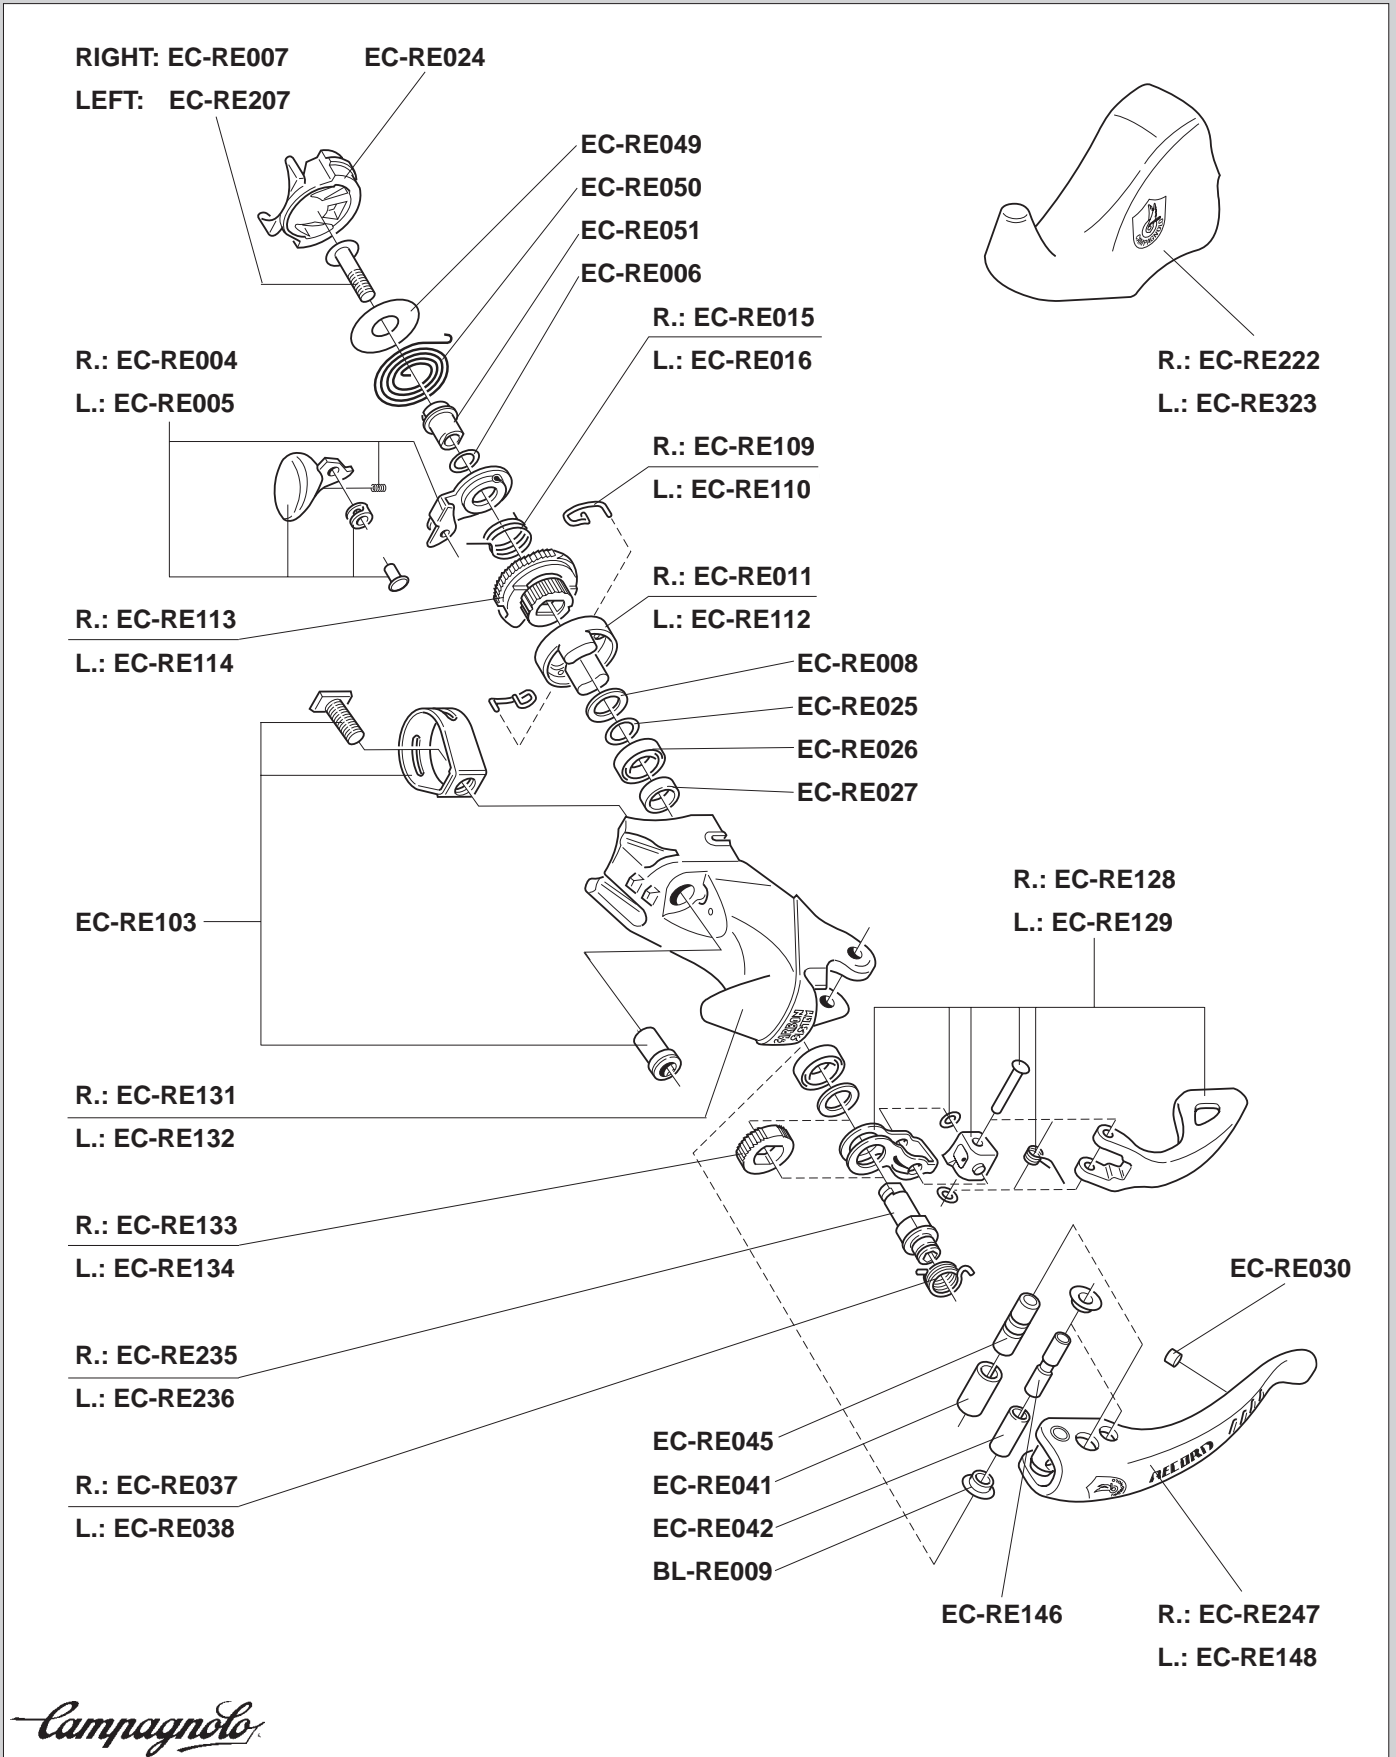 RIGHT: EC-RE007
EC-RE024
LEFT: EC-RE207
EC-RE049
EC-RE050
EC-RE051
EC-RE006
R.: EC-RE015
L.: EC-RE016
R.: EC-RE004
L.: EC-RE005
R.: EC-RE222
L.: EC-RE323
R.: EC-RE109
L.: EC-RE110
R.: EC-RE011
L.: EC-RE112
R.: EC-RE113
L.: EC-RE114
EC-RE008
EC-RE025
EC-RE026
EC-RE027
EC-RE103
R.: EC-RE128
L.: EC-RE129
R.: EC-RE131
L.: EC-RE132
R.: EC-RE133
L.: EC-RE134
EC-RE030
R.: EC-RE235
L.: EC-RE236
EC-RE045
R.: EC-RE037
L.: EC-RE038
EC-RE041
EC-RE042
BL-RE009
RECORD
EC-RE146
R.: EC-RE247
L.: EC-RE148
CAMPAGNOLO
Campagnolo